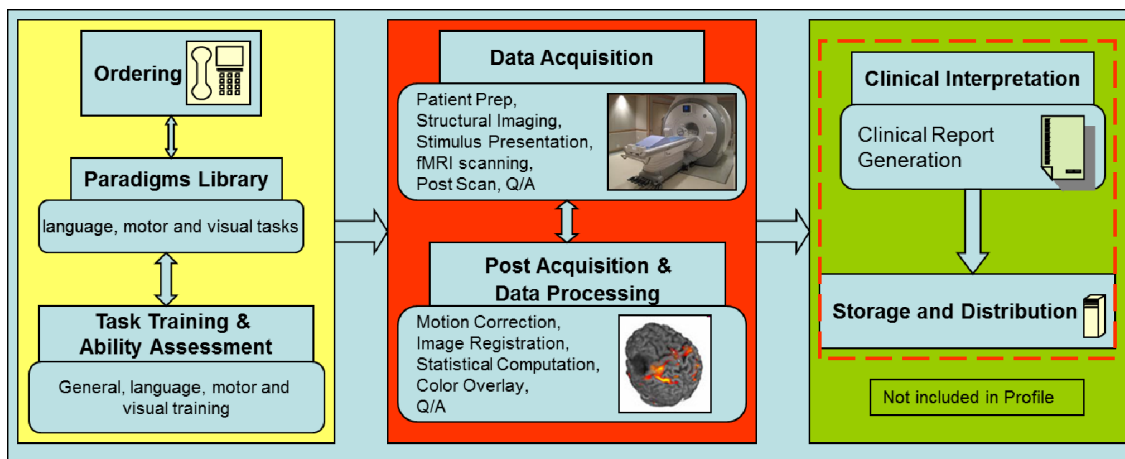 Ordering
Paradigms Library
language, motor and visual tasks
Task Training &
Ability Assessment
General, language, motor and
visual training
Data Acquisition
Patient Prep,
Structural Imaging,
Stimulus Presentation,
fMRI scanning,
Post Scan, Q/A
Post Acquisition &
Data Processing
Motion Correction,
Image Registration,
Statistical Computation,
Color Overlay,
Q/A
Clinical Interpretation
Clinical Report
Generation
Storage and Distribution
Not included in Profile